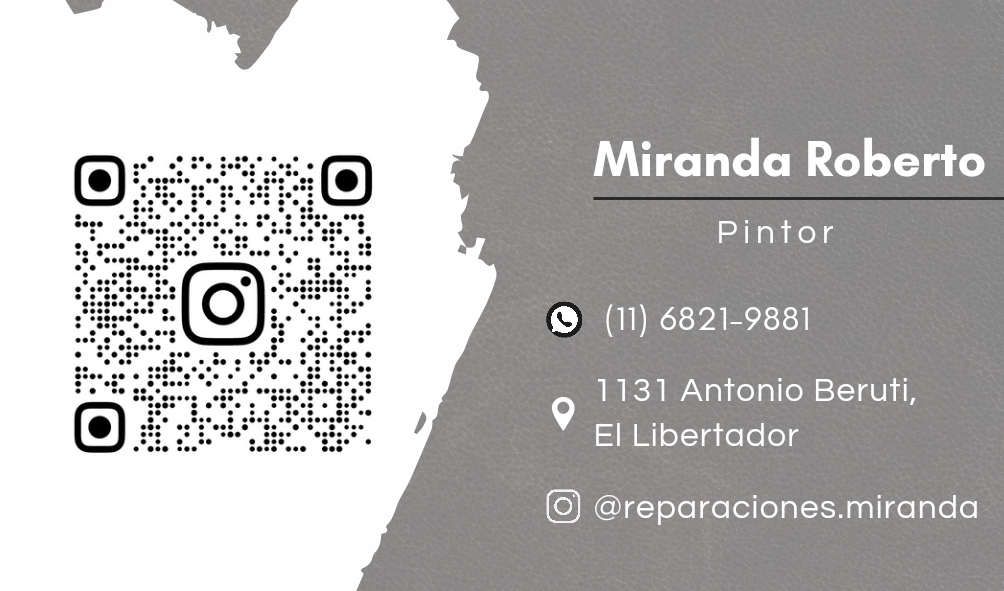 Miranda Roberto
Pintor
(11) 6821-9881
1131 Antonio Beruti,
El Libertador
@reparaciones.miranda